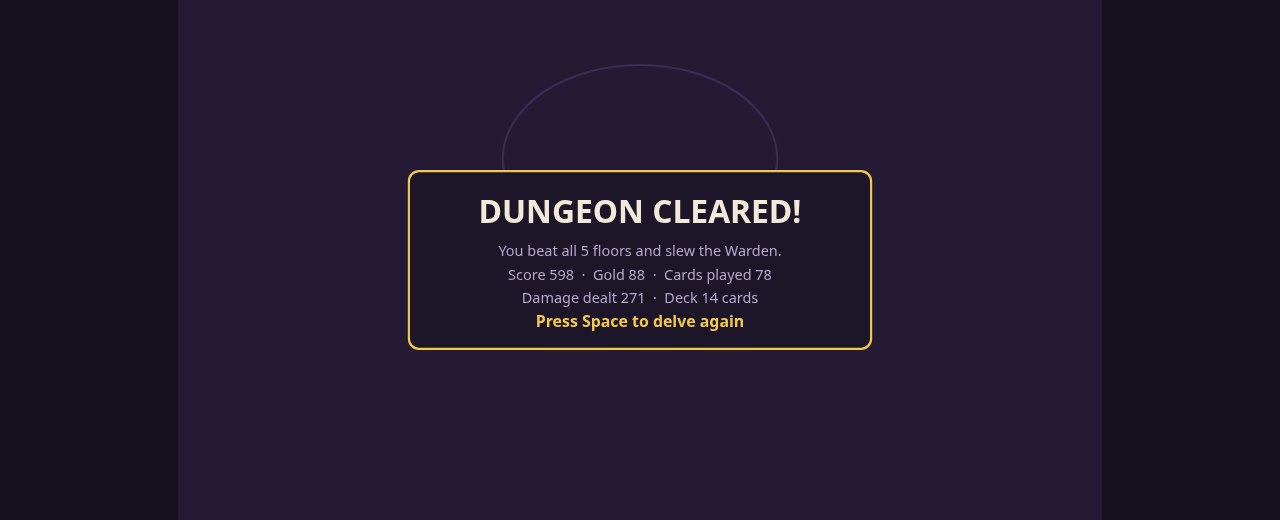 DUNGEON CLEARED!
You beat all 5 floors and slew the Warden.
Score 598 · Gold 88 · Cards played 78
Damage dealt 271 · Deck 14 cards
Press Space to delve again